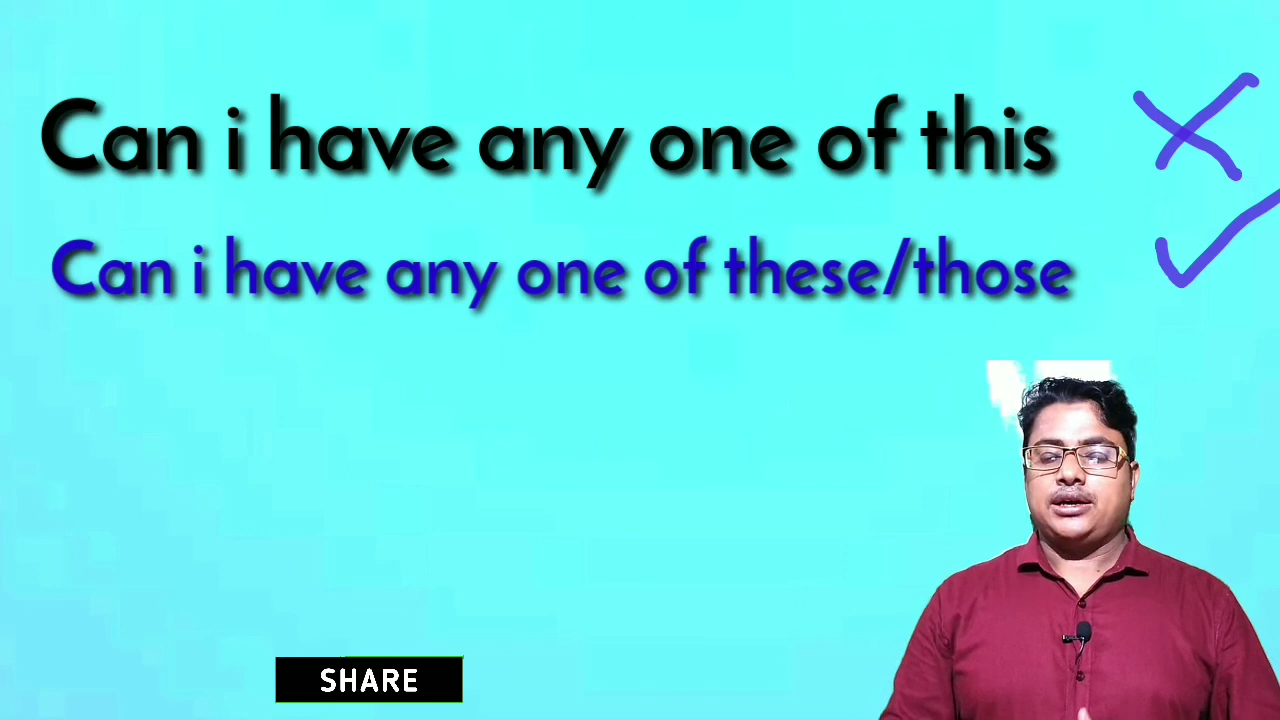 Can i have any one of this
Can i have any one of these/those
SHARE